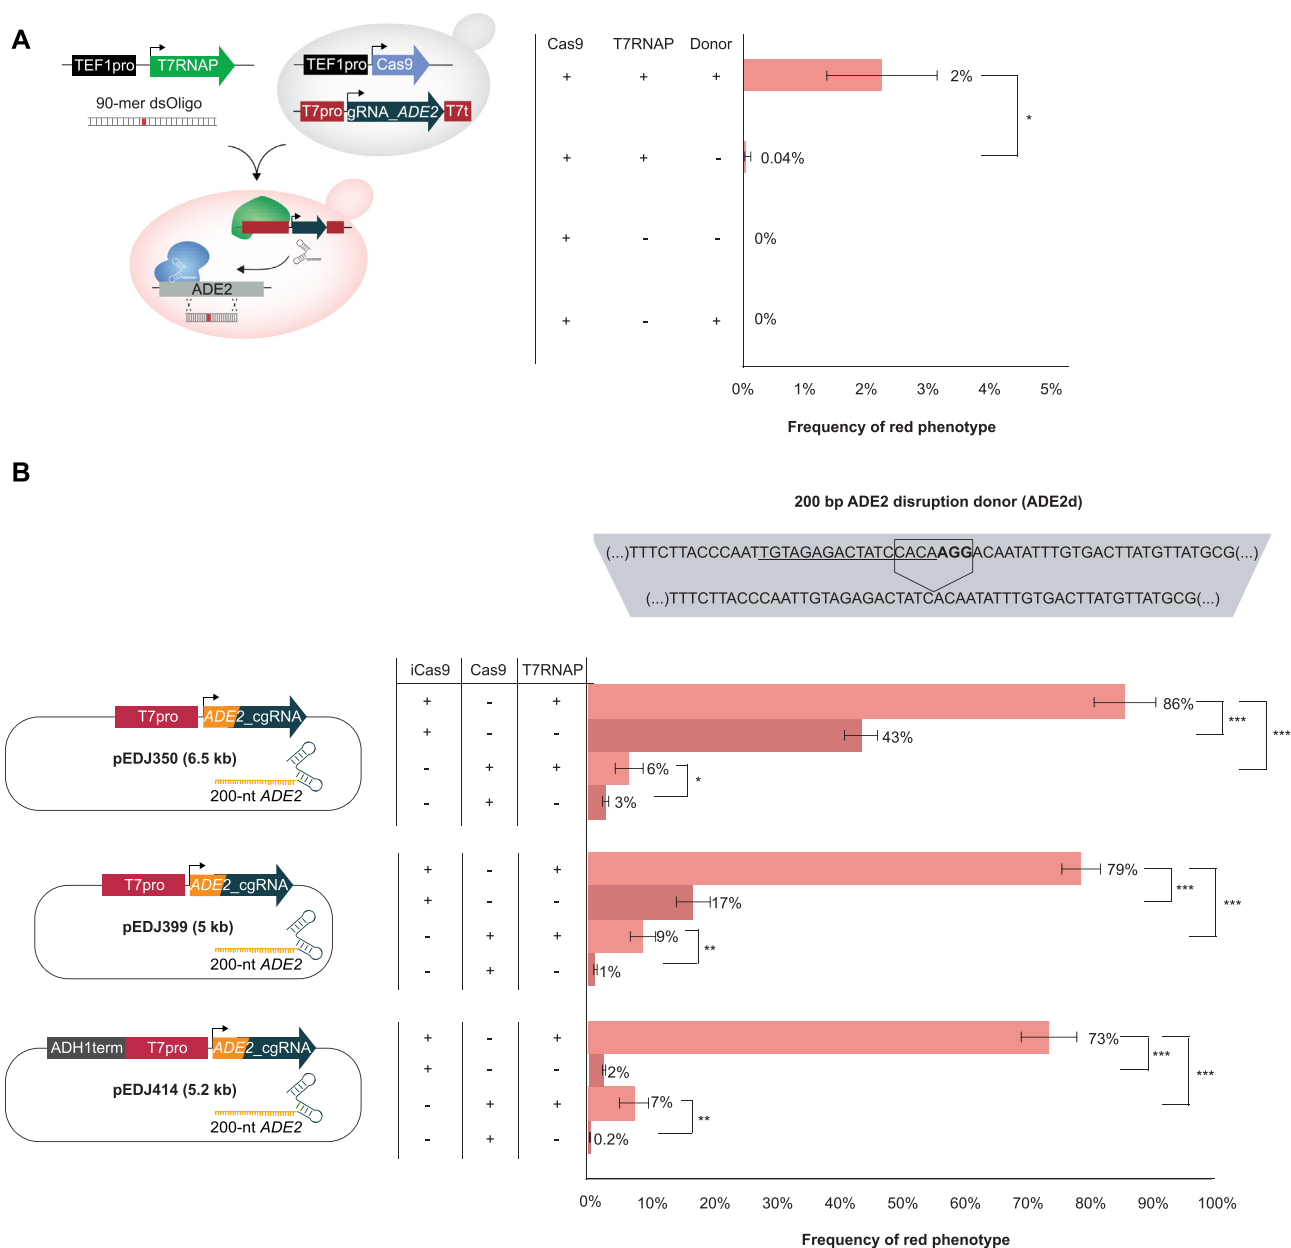 A
TEF1pro T7RNAP
90-mer dsOligo
TEF1pro Cas9
T7pro gRNA_ADE2 T7t
ADE2
Cas9 T7RNAP Donor
+ + + 2%
*
+ + - 0.04%
+ - - 0%
+ - + 0%
0% 1% 2% 3% 4% 5%
Frequency of red phenotype
B
200 bp ADE2 disruption donor (ADE2d)
(...)TTTCTTACCCAATTGTAGAGACTATCCACAAGGACAATATTTGTGACTTATGTTATGCG(...)
(...)TTTCTTACCCAATTGTAGAGACTATCACAATATTTGTGACTTATGTTATGCG(...)
iCas9 Cas9 T7RNAP
T7pro ADE2_cgRNA
pEDJ350 (6.5 kb)
200-nt ADE2
+ - + 86%
*** ***
+ - - 43%
- + + 6%
*
- + - 3%
T7pro ADE2_cgRNA
pEDJ399 (5 kb)
200-nt ADE2
+ - + 79%
*** ***
+ - - 17%
- + + 9%
**
- + - 1%
ADH1term T7pro ADE2_cgRNA
pEDJ414 (5.2 kb)
200-nt ADE2
+ - + 73%
*** ***
+ - - 2%
- + + 7%
**
- + - 0.2%
0% 10% 20% 30% 40% 50% 60% 70% 80% 90% 100%
Frequency of red phenotype